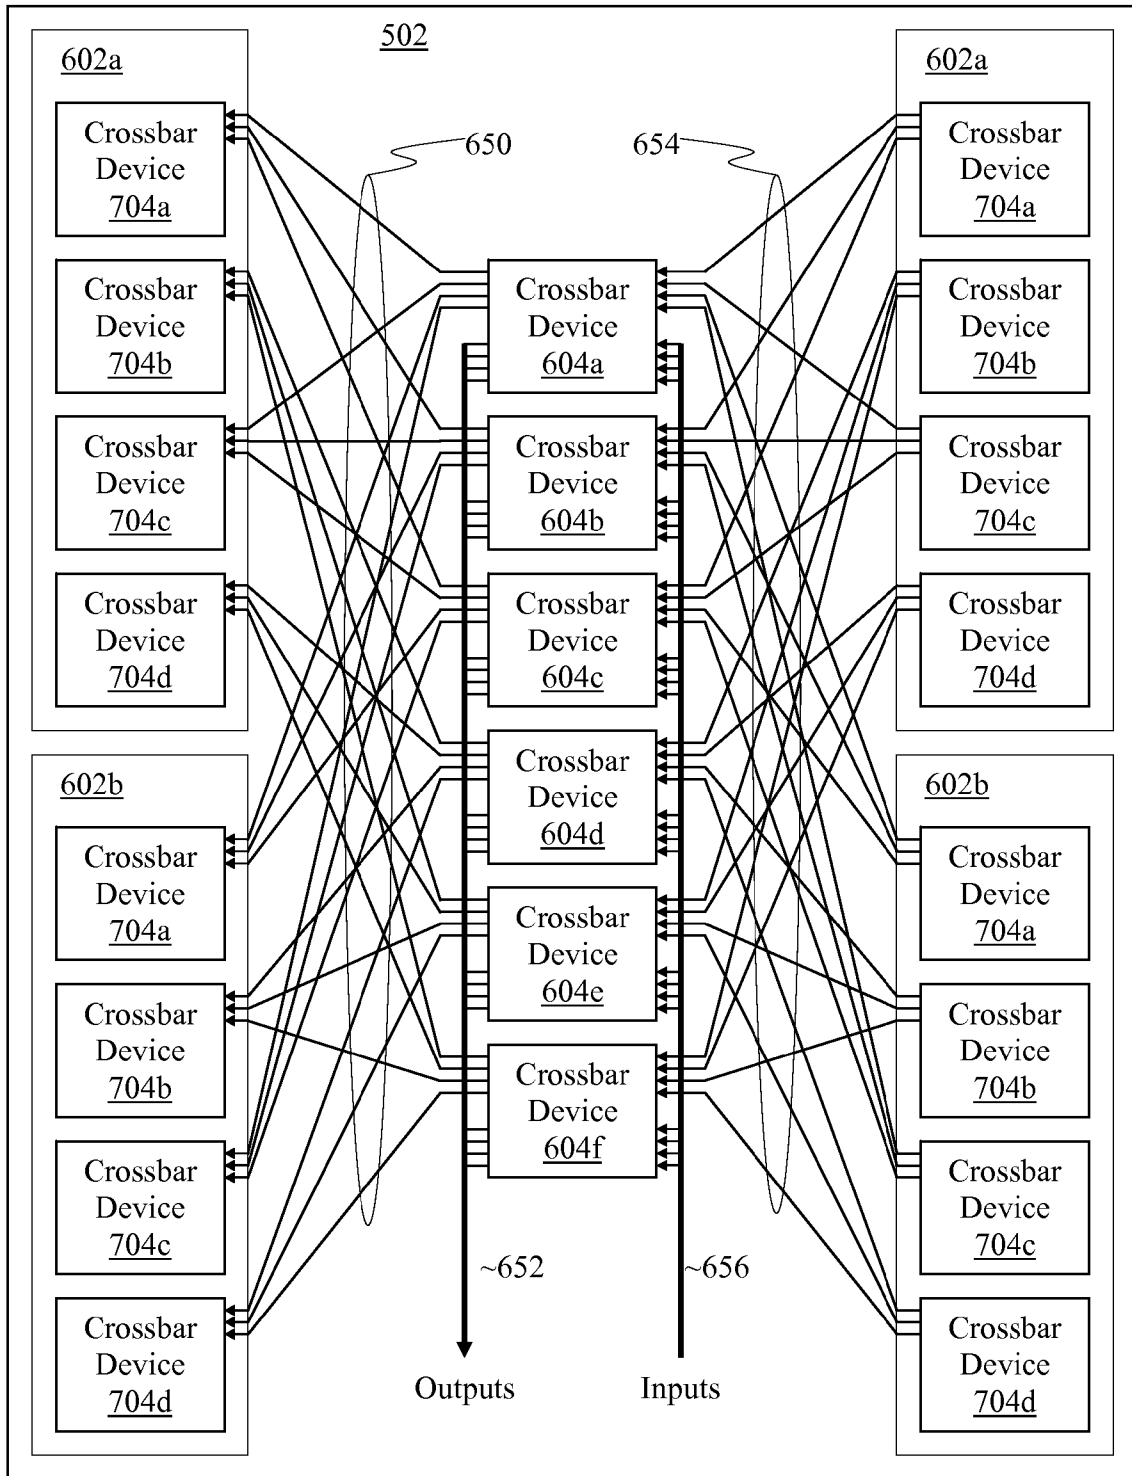 502
602a
Crossbar
Device
704a
Crossbar
Device
704b
Crossbar
Device
704c
Crossbar
Device
704d
602b
Crossbar
Device
704a
Crossbar
Device
704b
Crossbar
Device
704c
Crossbar
Device
704d
650
654
Crossbar
Device
604a
Crossbar
Device
604b
Crossbar
Device
604c
Crossbar
Device
604d
Crossbar
Device
604e
Crossbar
Device
604f
~652
~656
Outputs
Inputs
602a
Crossbar
Device
704a
Crossbar
Device
704b
Crossbar
Device
704c
Crossbar
Device
704d
602b
Crossbar
Device
704a
Crossbar
Device
704b
Crossbar
Device
704c
Crossbar
Device
704d